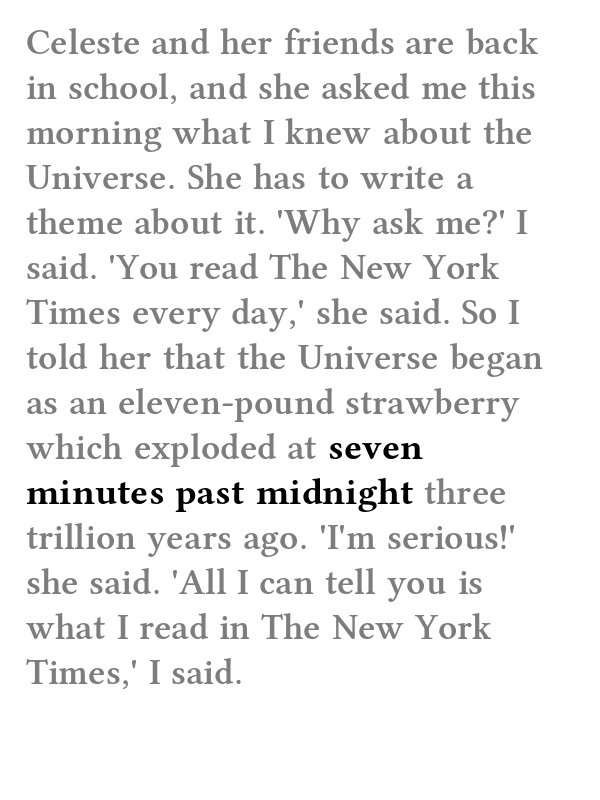 Celeste and her friends are back
in school, and she asked me this
morning what I knew about the
Universe. She has to write a
theme about it. 'Why ask me?' I
said. 'You read The New York
Times every day,' she said. So I
told her that the Universe began
as an eleven-pound strawberry
which exploded at seven
minutes past midnight three
trillion years ago. 'I'm serious!'
she said. 'All I can tell you is
what I read in The New York
Times,' I said.